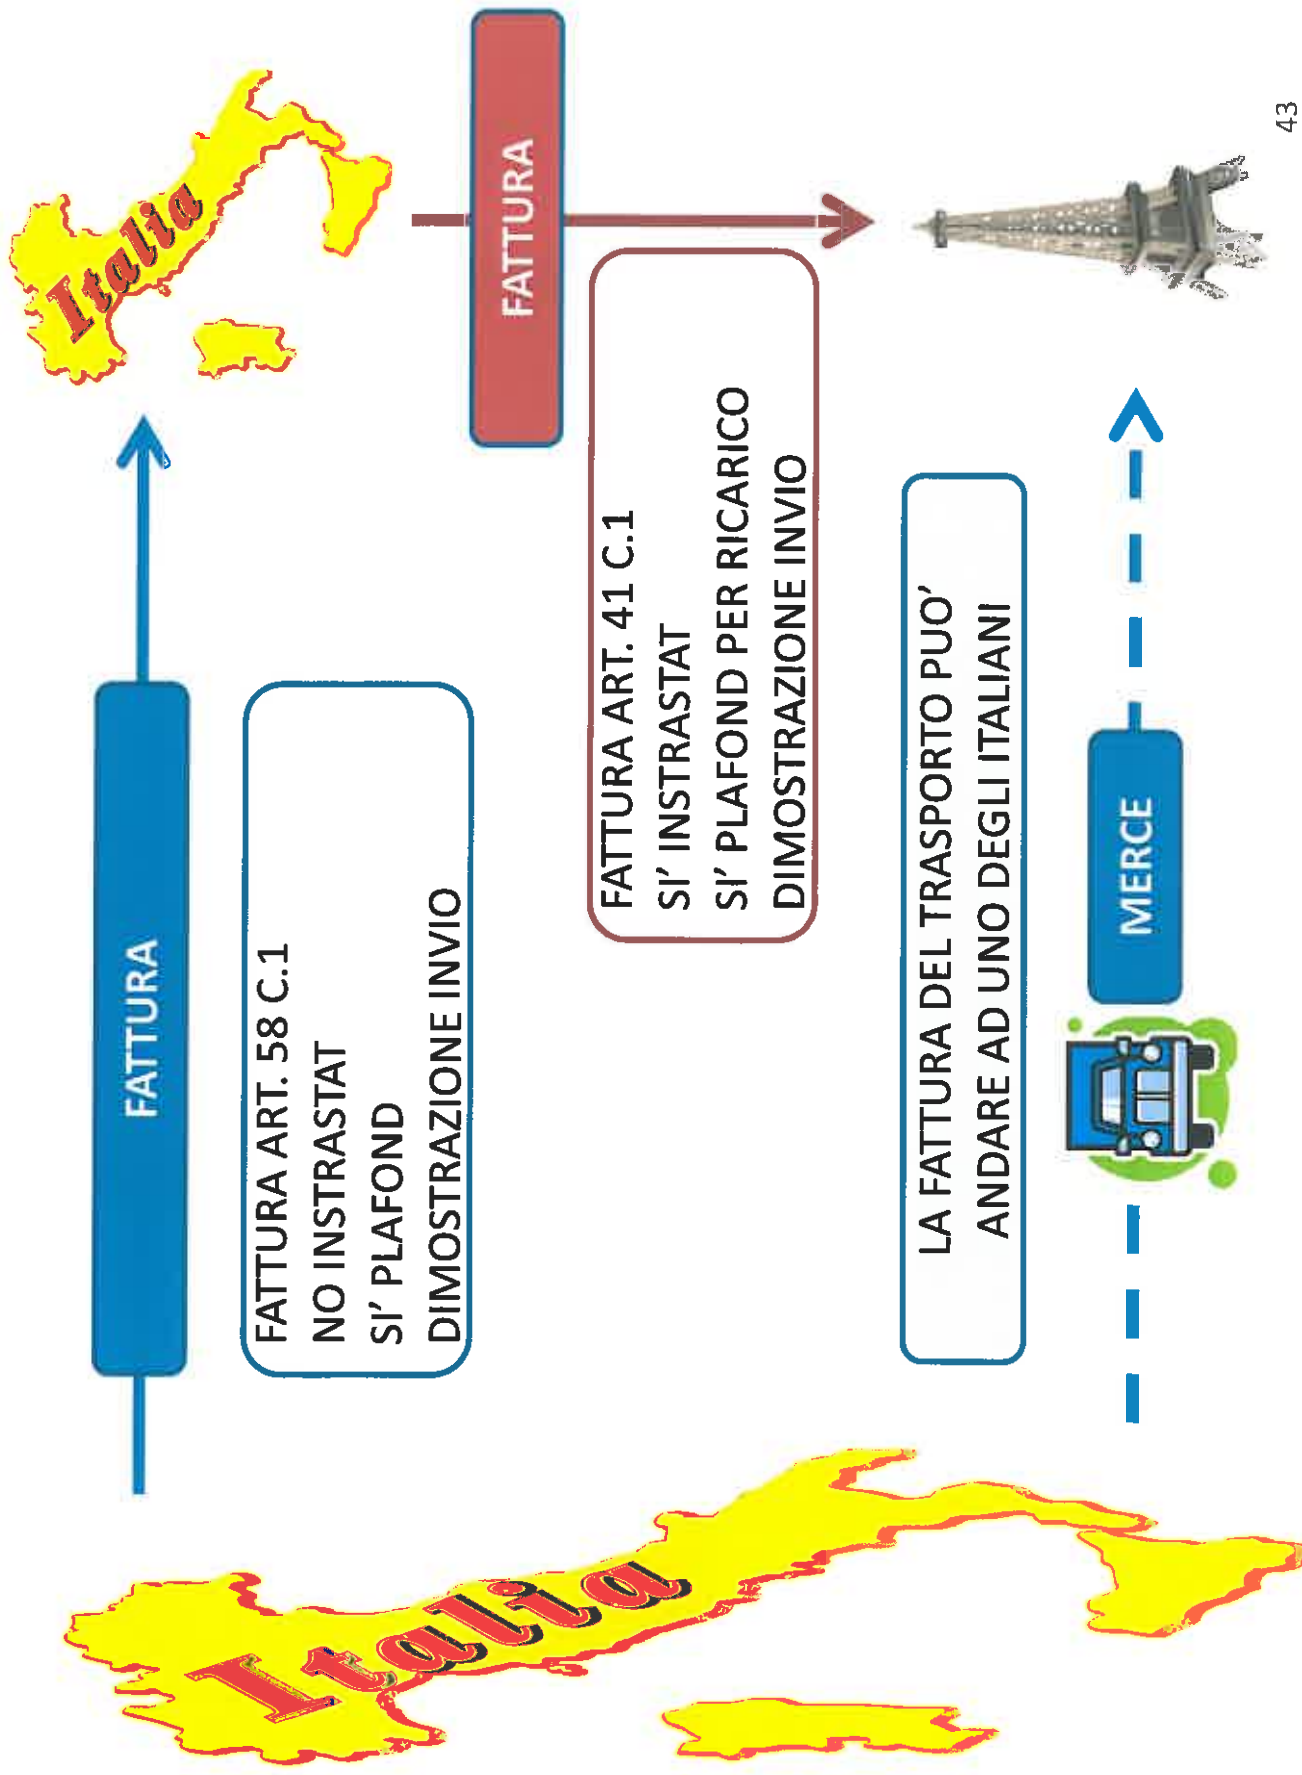 Italia
FATTURA
Italia
FATTURA ART. 58 C.1
NO INSTRASTAT
SI' PLAFOND
DIMOSTRAZIONE INVIO
FATTURA
FATTURA ART. 41 C.1
SI' INSTRASTAT
SI' PLAFOND PER RICARICO
DIMOSTRAZIONE INVIO
LA FATTURA DEL TRASPORTO PUO'
ANDARE AD UNO DEGLI ITALIANI
MERCE
43